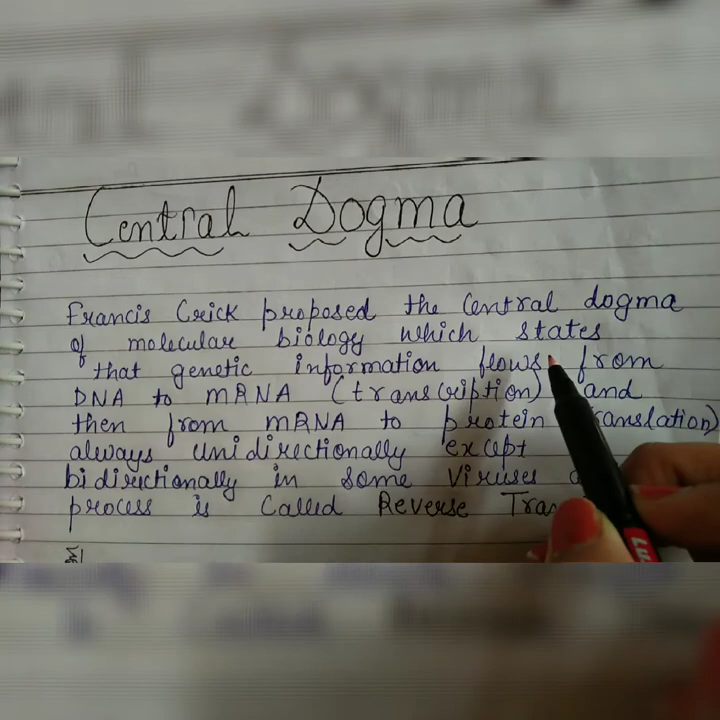 Central Dogma
Francis Crick proposed the Central dogma
of molecular biology which states
that genetic information flows from
DNA to mRNA (transcription) and
then from mRNA to protein
always unidirectionally except
bidirectionally in some viruses
process is called Reverse